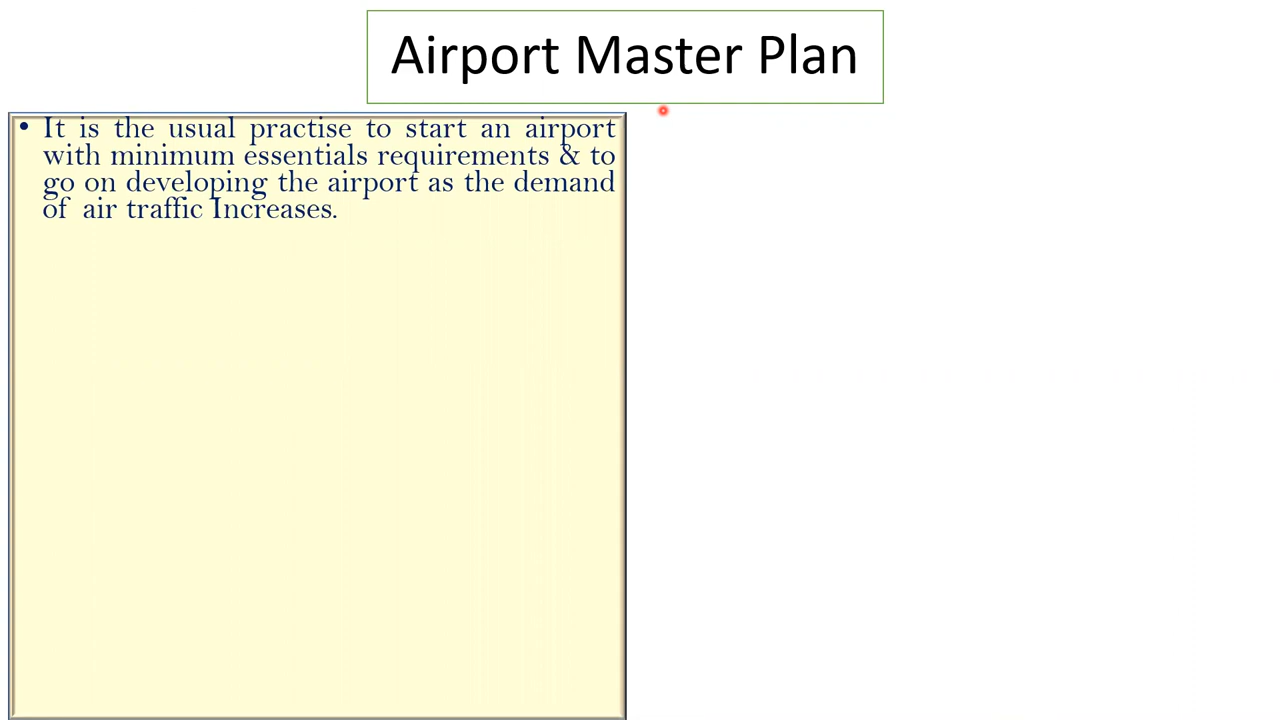 Airport Master Plan
• It is the usual practise to start an airport
with minimum essentials requirements & to
go on developing the airport as the demand
of air traffic Increases.